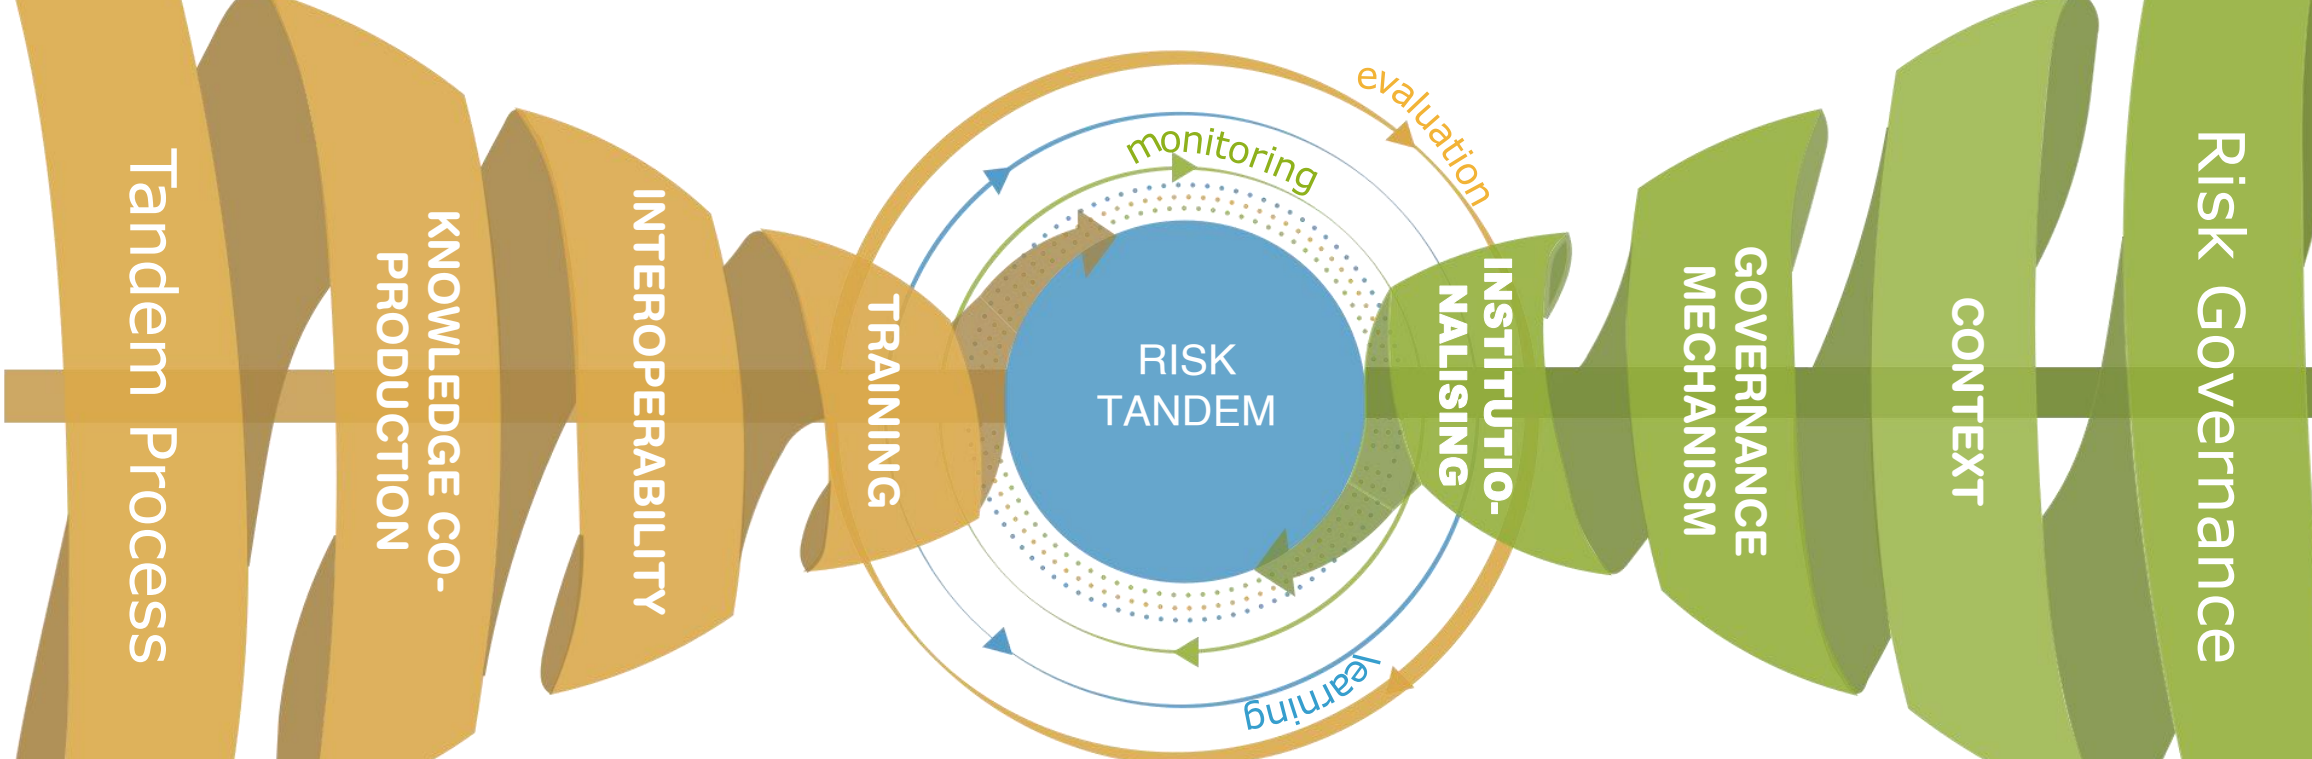 Tandem Process
KNOWLEDGE CO-
PRODUCTION
INTEROPERABILITY
TRAINING
evaluation
monitoring
RISK
TANDEM
learning
INSTITUTIO-
NALISING
GOVERNANCE
MECHANISM
CONTEXT
Risk Governance